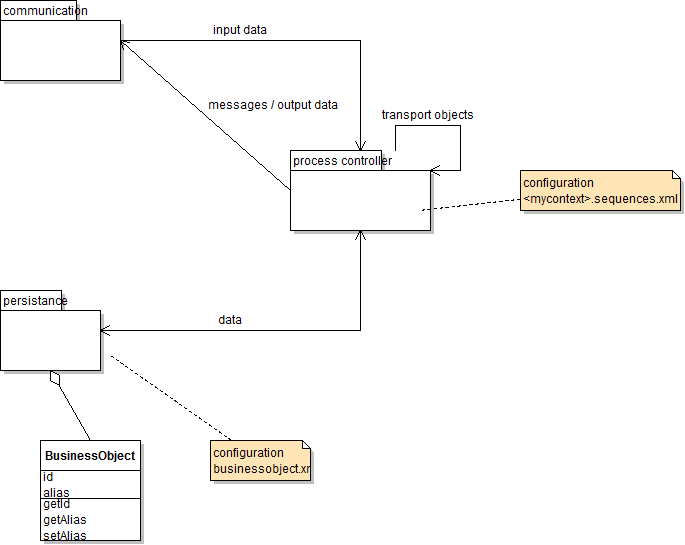 communication
input data
messages / output data
transport objects
process controller
configuration
<mycontext>.sequences.xml
persistance
data
BusinessObject
id
alias
getId
getAlias
setAlias
configuration
businessobject.xr